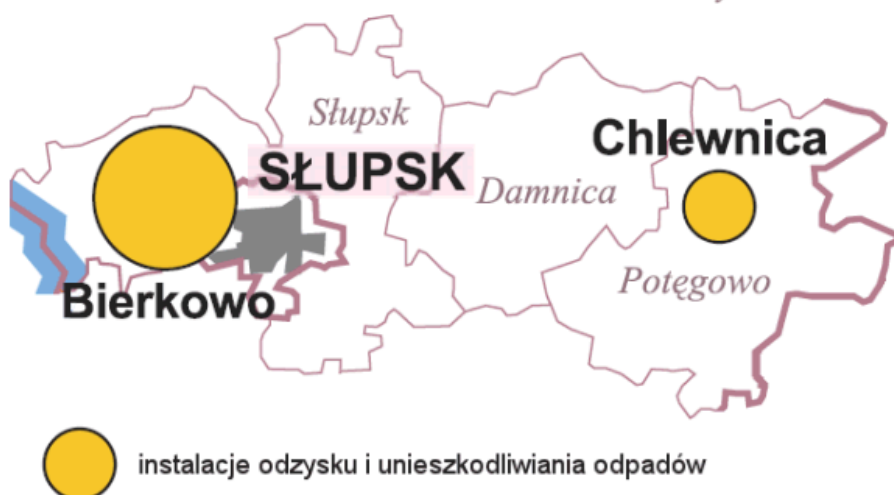 Słupsk
SŁUPSK
Chlewnica
Damnica
Potęgowo
Bierkowo
instalacje odzysku i unieszkodliwiania odpadów